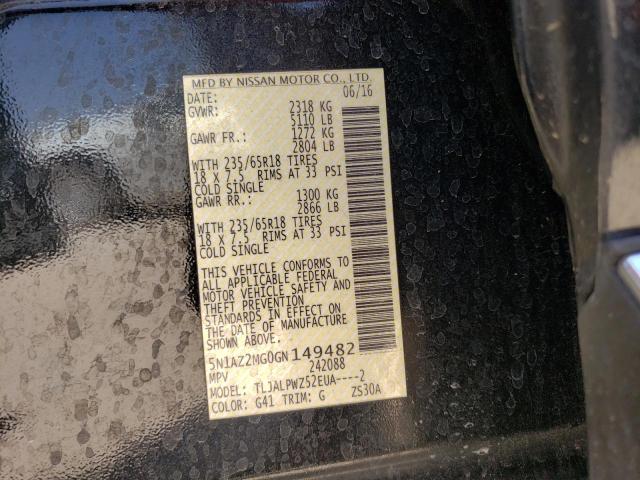 MFD BY NISSAN MOTOR CO., LTD.
DATE: 06/16
GVWR: 2318 KG
5110 LB
GAWR FR.: 1272 KG
2804 LB
WITH 235/65R18 TIRES
18 X 7.5 RIMS AT 33 PSI
COLD SINGLE
GAWR RR.: 1300 KG
2866 LB
WITH 235/65R18 TIRES
18 X 7.5 RIMS AT 33 PSI
COLD SINGLE
THIS VEHICLE CONFORMS TO
ALL APPLICABLE FEDERAL
MOTOR VEHICLE SAFETY AND
THEFT PREVENTION
STANDARDS IN EFFECT ON
THE DATE OF MANUFACTURE
SHOWN ABOVE.
5N1AZ2MG0GN149482
MPV 242088
MODEL: TLJALPWZ52EUA----2
COLOR: G41 TRIM: G ZS30A